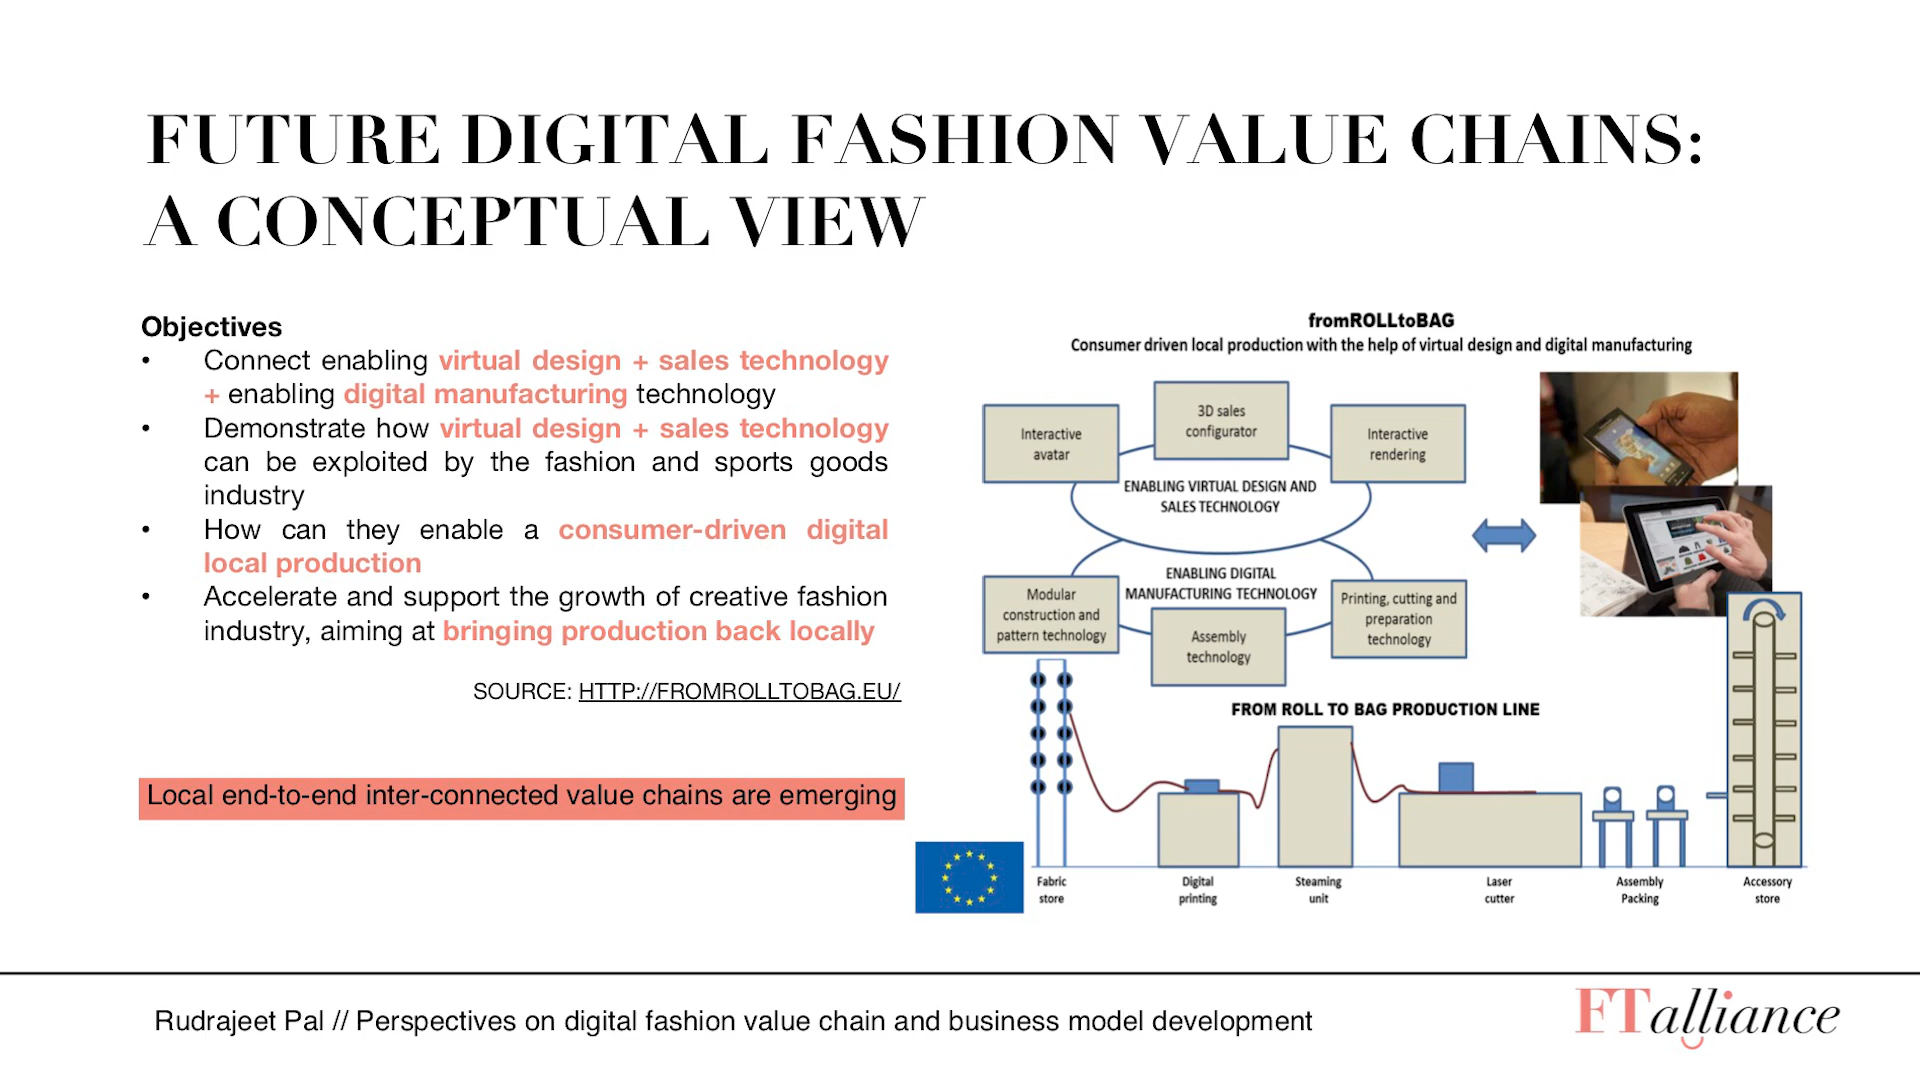 FUTURE DIGITAL FASHION VALUE CHAINS:
A CONCEPTUAL VIEW
Objectives
• Connect enabling virtual design + sales technology
+ enabling digital manufacturing technology
• Demonstrate how virtual design + sales technology
can be exploited by the fashion and sports goods
industry
• How can they enable a consumer-driven digital
local production
• Accelerate and support the growth of creative fashion
industry, aiming at bringing production back locally
SOURCE: HTTP://FROMROLLTOBAG.EU/
Local end-to-end inter-connected value chains are emerging
fromROLLtoBAG
Consumer driven local production with the help of virtual design and digital manufacturing
Interactive
avatar
3D sales
configurator
Interactive
rendering
ENABLING VIRTUAL DESIGN AND
SALES TECHNOLOGY
ENABLING DIGITAL
MANUFACTURING TECHNOLOGY
Modular
construction and
pattern technology
Assembly
technology
Printing, cutting and
preparation
technology
FROM ROLL TO BAG PRODUCTION LINE
Fabric
store
Digital
printing
Steaming
unit
Laser
cutter
Assembly
Packing
Accessory
store
Rudrajeet Pal // Perspectives on digital fashion value chain and business model development
FTalliance